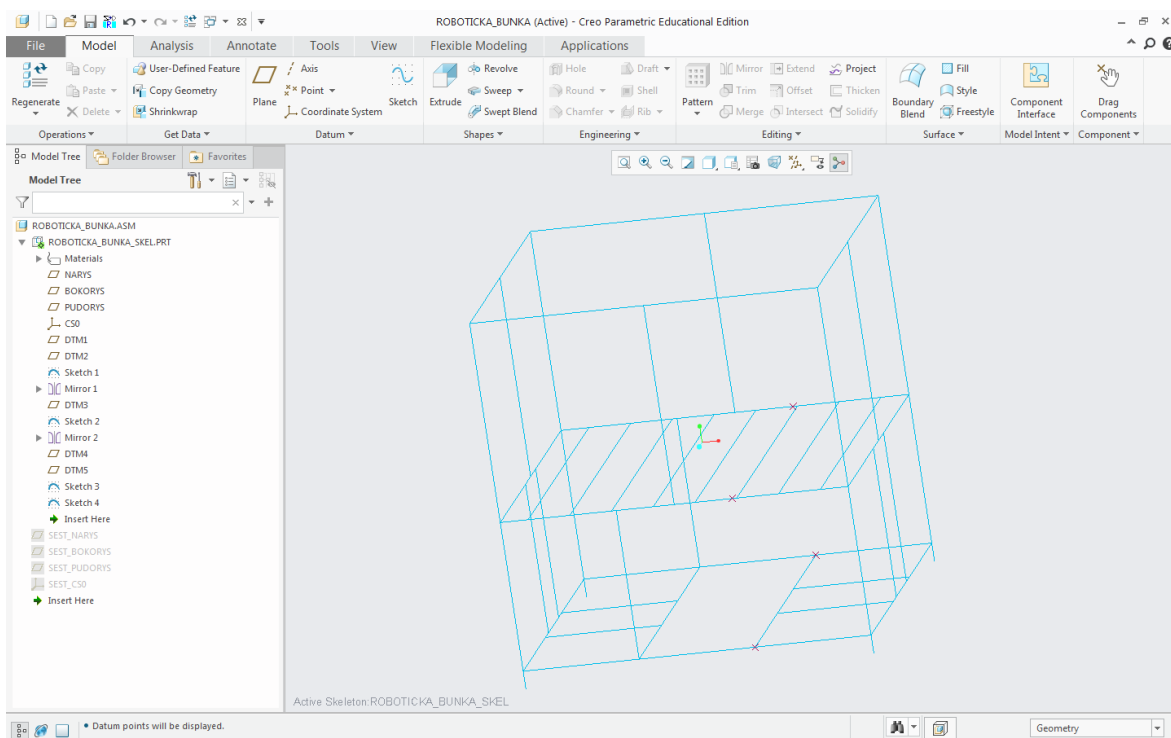 ROBOTICKA_BUNKA (Active) - Creo Parametric Educational Edition
File Model Analysis Annotate Tools View Flexible Modeling Applications
Regenerate
Copy
Paste
Delete
Operations
User-Defined Feature
Copy Geometry
Shrinkwrap
Get Data
Plane
Axis
Point
Coordinate System
Sketch
Datum
Extrude
Revolve
Sweep
Swept Blend
Shapes
Hole Draft
Round Shell
Chamfer Rib
Engineering
Pattern
Mirror Extend Project
Trim Offset Thicken
Merge Intersect Solidify
Editing
Boundary
Blend
Fill
Style
Freestyle
Surface
Component
Interface
Model Intent
Drag
Components
Component
Model Tree Folder Browser Favorites
Model Tree
ROBOTICKA_BUNKA.ASM
ROBOTICKA_BUNKA_SKEL.PRT
Materials
NARYS
BOKORYS
PUDORYS
CS0
DTM1
DTM2
Sketch 1
Mirror 1
DTM3
Sketch 2
Mirror 2
DTM4
DTM5
Sketch 3
Sketch 4
Insert Here
SEST_NARYS
SEST_BOKORYS
SEST_PUDORYS
SEST_CS0
Insert Here
Active Skeleton:ROBOTICKA_BUNKA_SKEL
• Datum points will be displayed.
Geometry